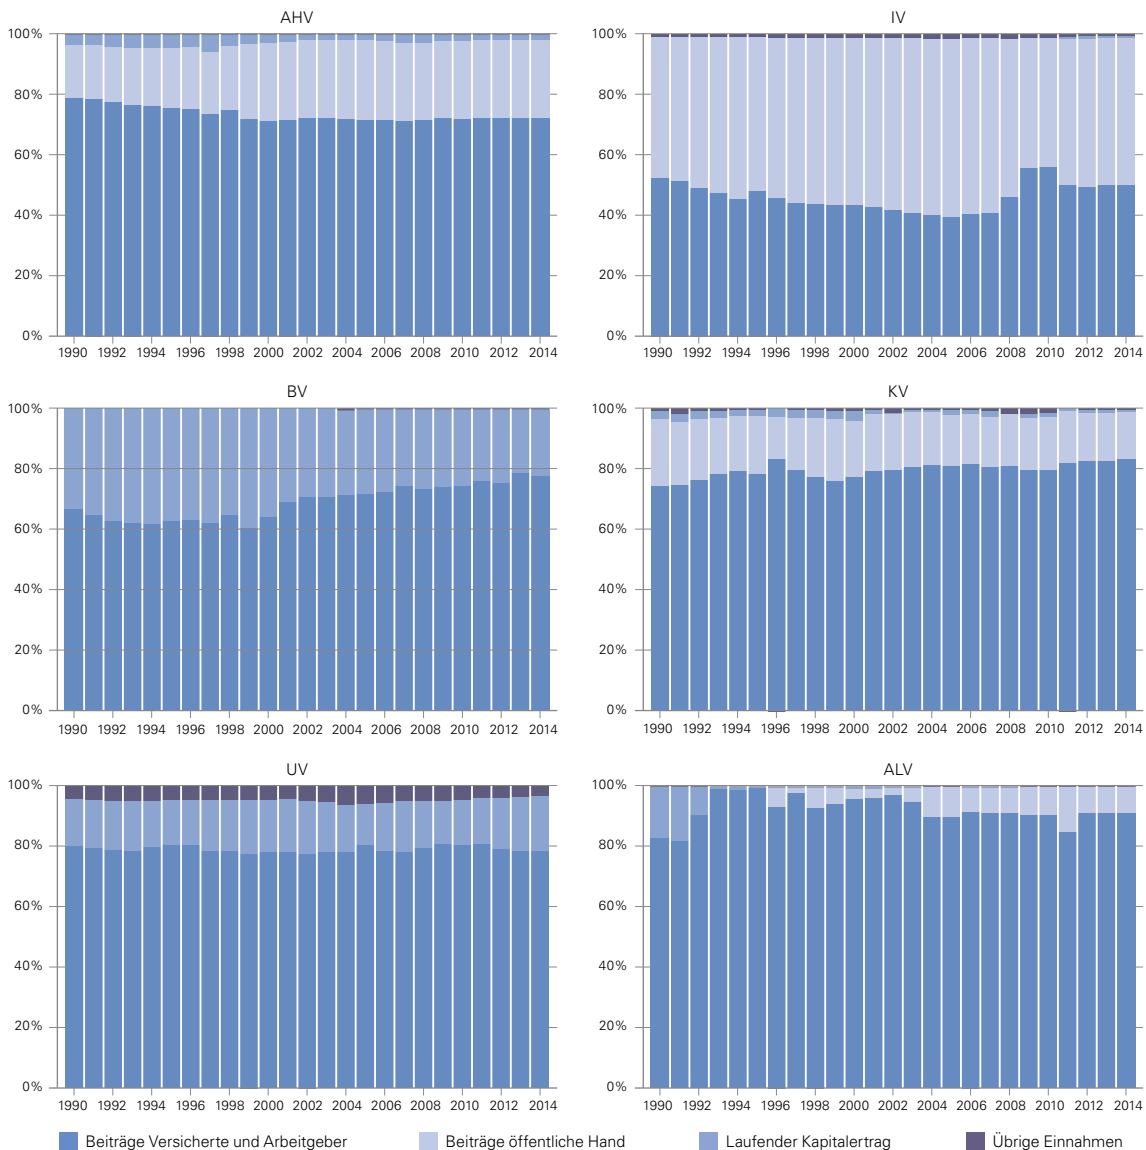 AHV
100%
80%
60%
40%
20%
0%
1990 1992 1994 1996 1998 2000 2002 2004 2006 2008 2010 2012 2014
IV
100%
80%
60%
40%
20%
0%
1990 1992 1994 1996 1998 2000 2002 2004 2006 2008 2010 2012 2014
BV
100%
80%
60%
40%
20%
0%
1990 1992 1994 1996 1998 2000 2002 2004 2006 2008 2010 2012 2014
KV
100%
80%
60%
40%
20%
0%
1990 1992 1994 1996 1998 2000 2002 2004 2006 2008 2010 2012 2014
UV
100%
80%
60%
40%
20%
0%
1990 1992 1994 1996 1998 2000 2002 2004 2006 2008 2010 2012 2014
ALV
100%
80%
60%
40%
20%
0%
1990 1992 1994 1996 1998 2000 2002 2004 2006 2008 2010 2012 2014
Beiträge Versicherte und Arbeitgeber Beiträge öffentliche Hand Laufender Kapitalertrag Übrige Einnahmen